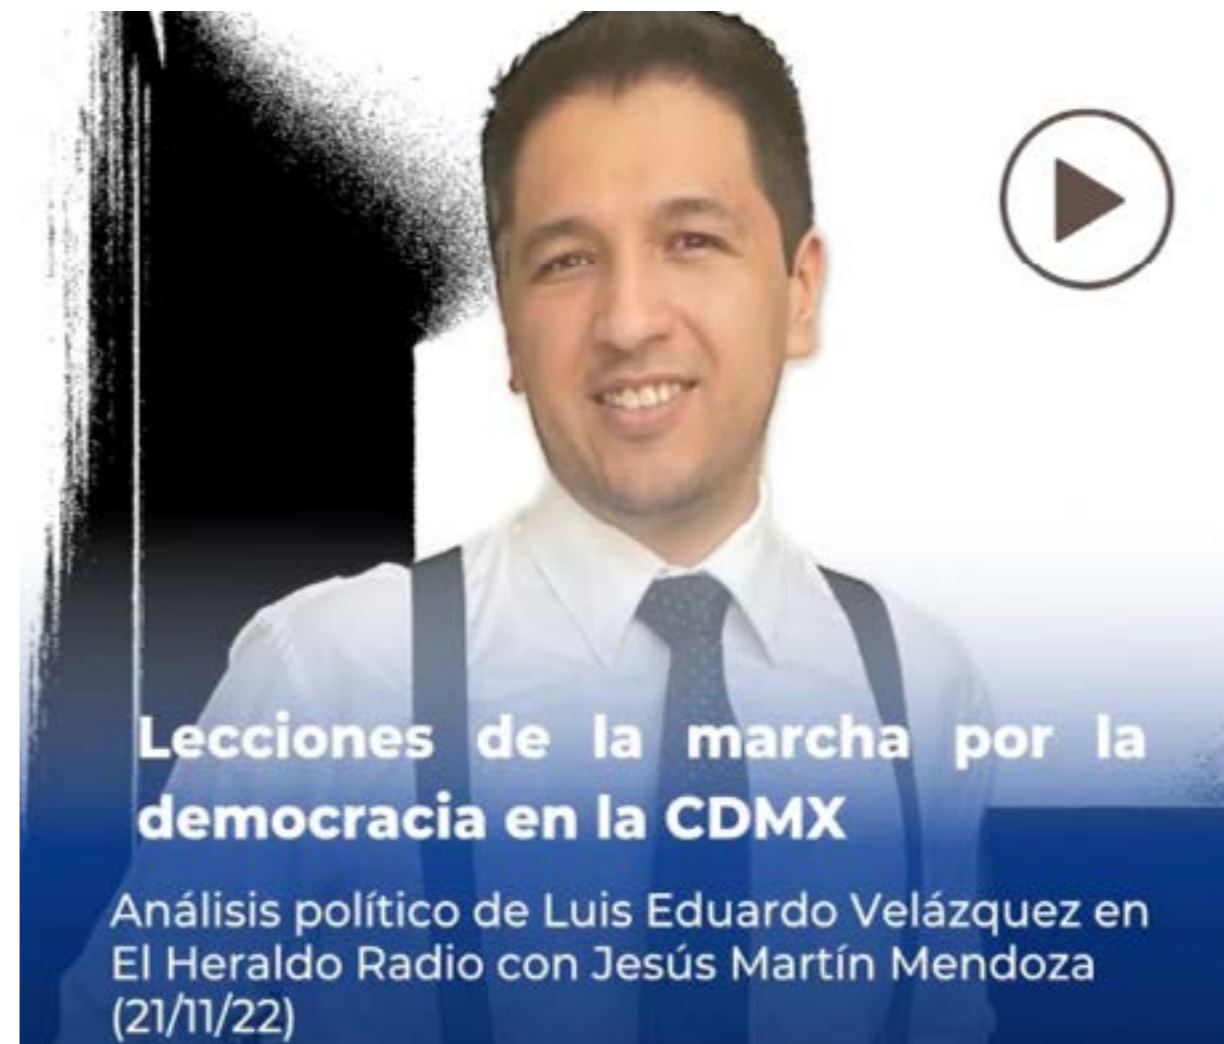 Lecciones de la marcha por la
democracia en la CDMX
Análisis político de Luis Eduardo Velázquez en
El Heraldo Radio con Jesús Martín Mendoza
(21/11/22)